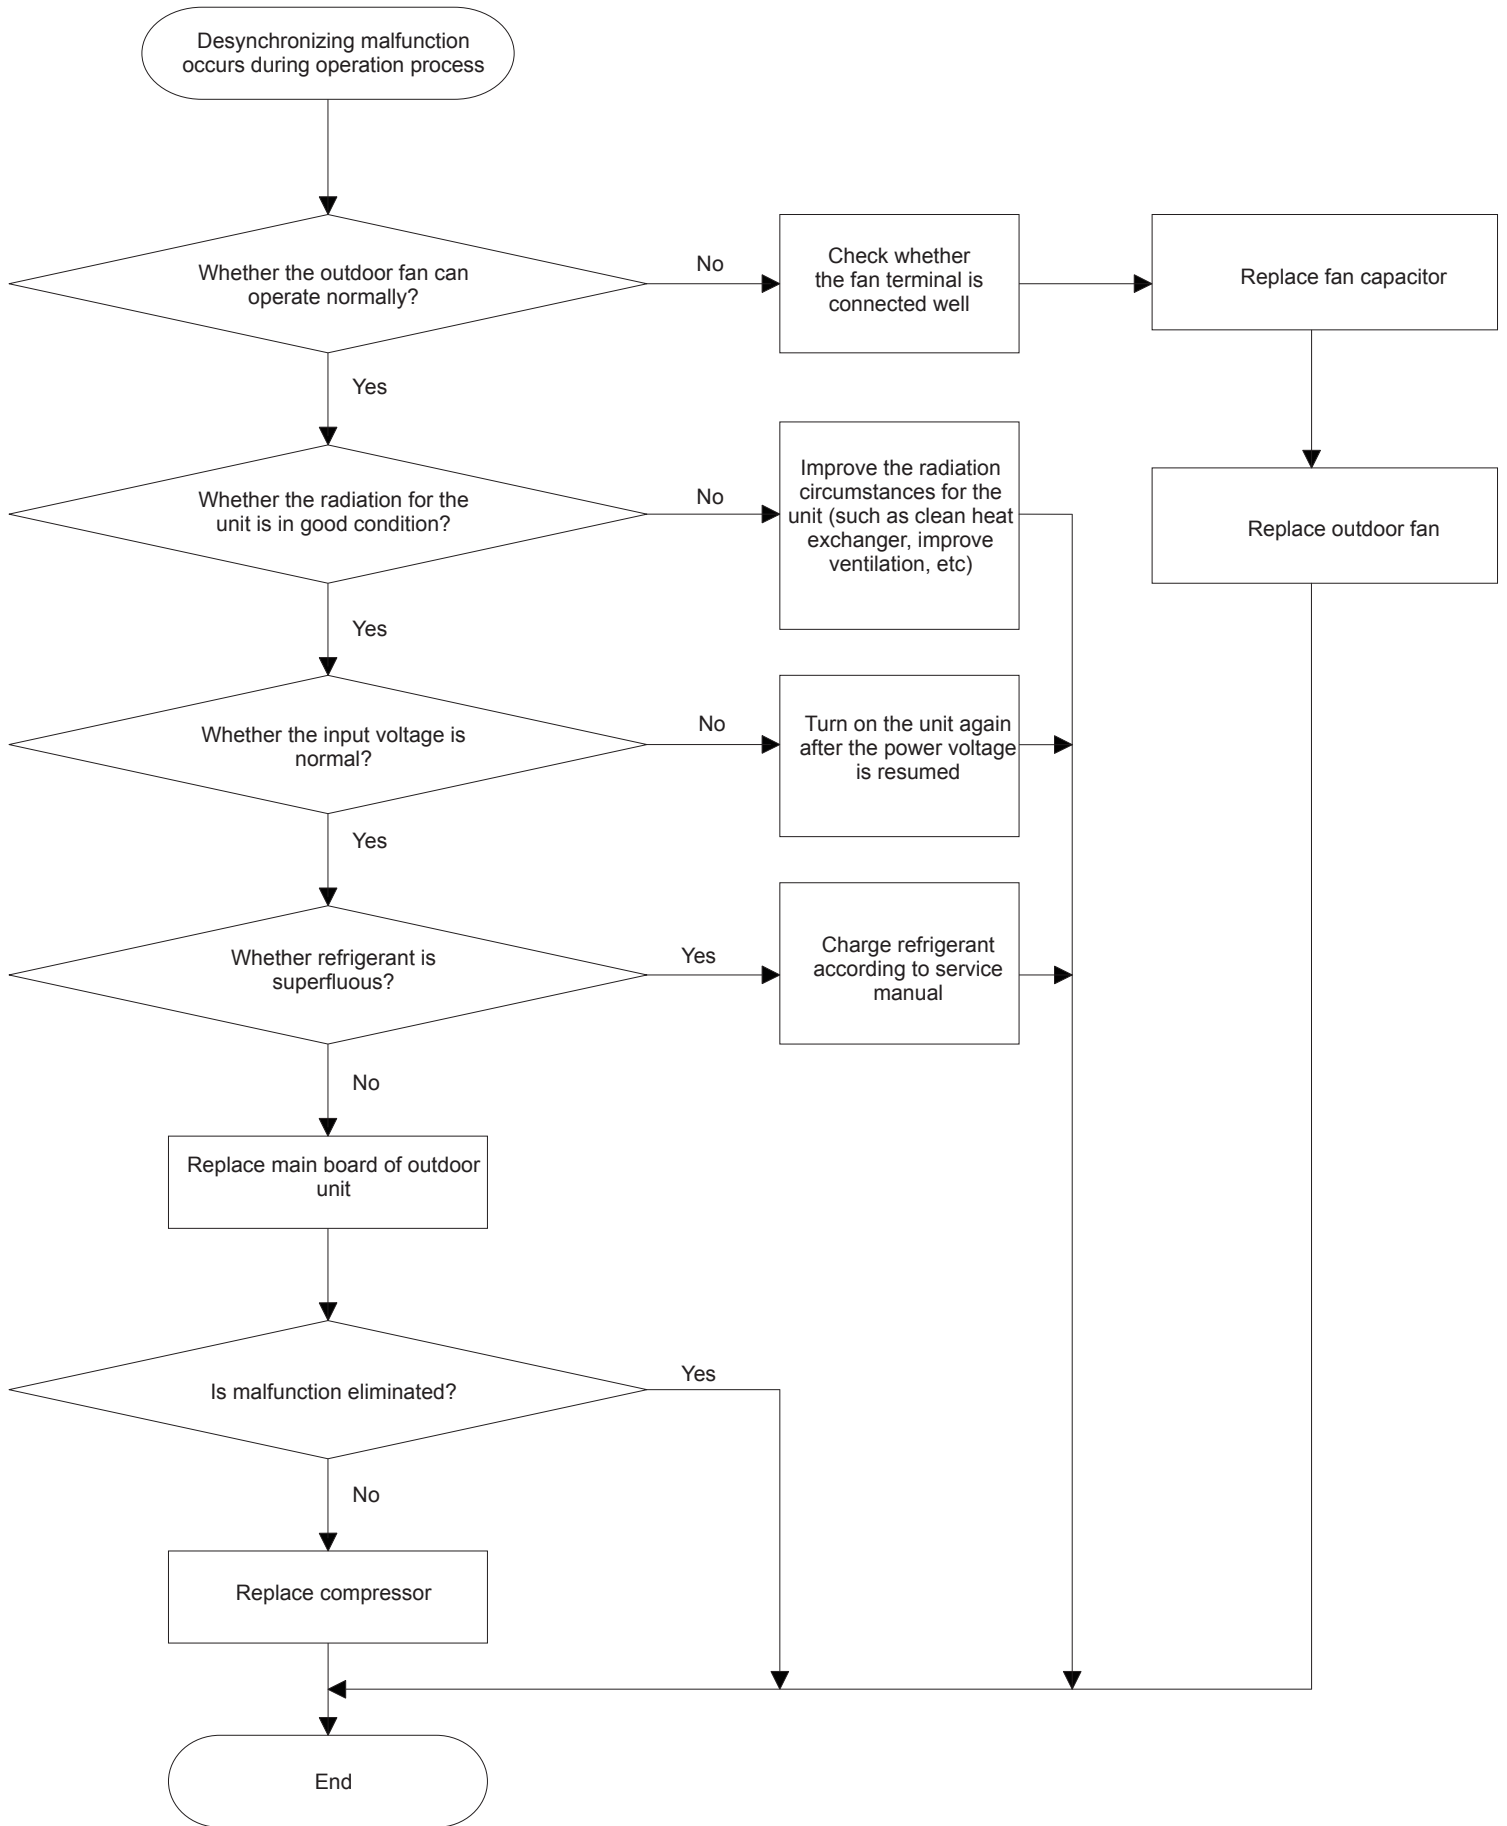 Desynchronizing malfunction
occurs during operation process
Whether the outdoor fan can
operate normally?
No
Check whether
the fan terminal is
connected well
Replace fan capacitor
Yes
Whether the radiation for the
unit is in good condition?
No
Improve the radiation
circumstances for the
unit (such as clean heat
exchanger, improve
ventilation, etc)
Replace outdoor fan
Yes
Whether the input voltage is
normal?
No
Turn on the unit again
after the power voltage
is resumed
Yes
Whether refrigerant is
superfluous?
Yes
Charge refrigerant
according to service
manual
No
Replace main board of outdoor
unit
Is malfunction eliminated?
Yes
No
Replace compressor
End